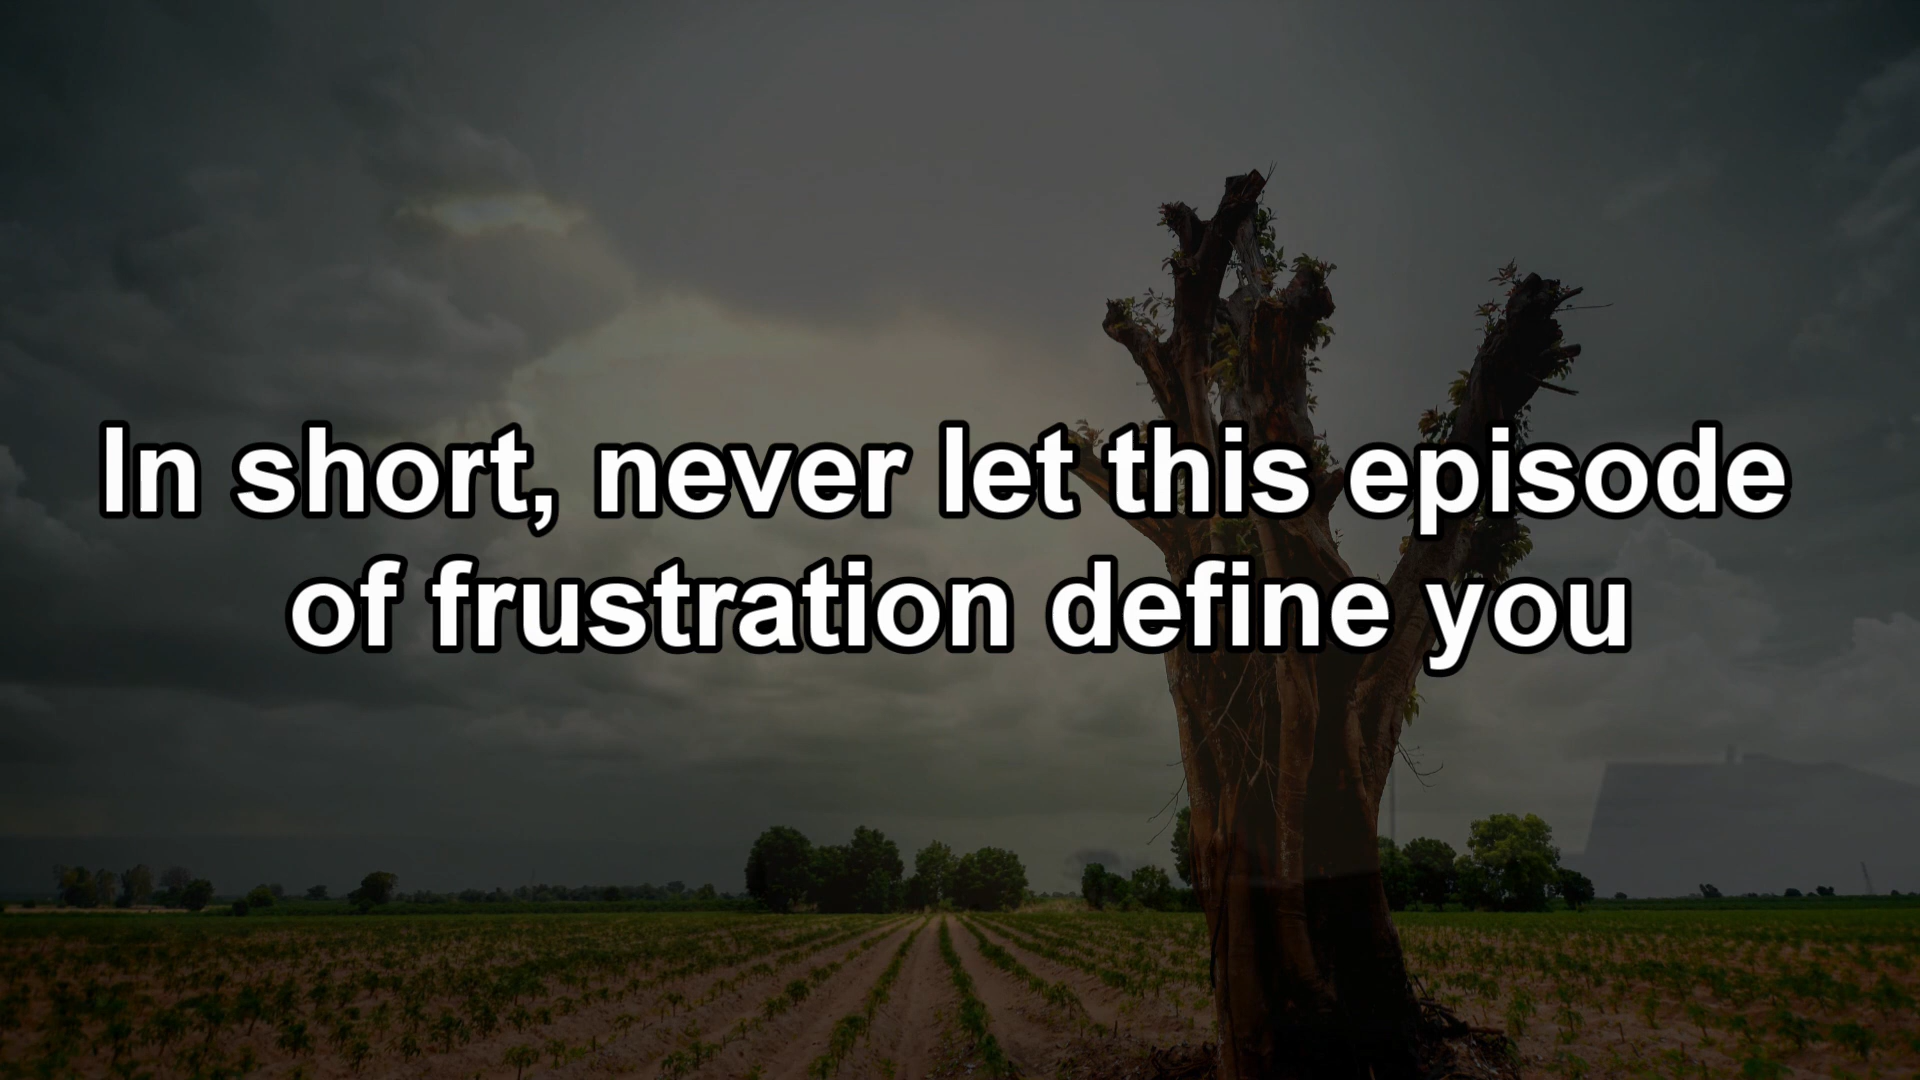 In short, never let this episode
of frustration define you